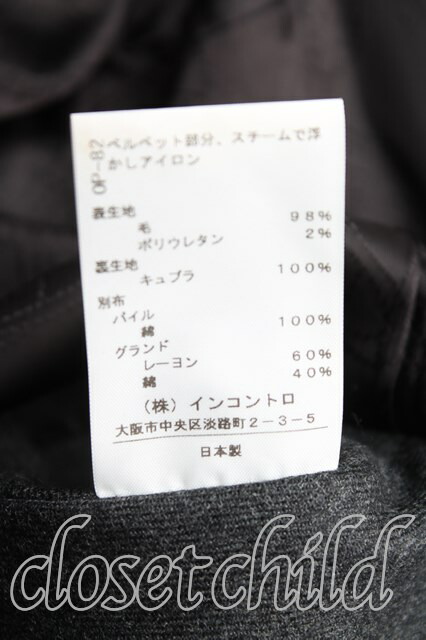 OP-82
ベルベット部分、スチームで浮
かしアイロン
表生地
毛 98%
ポリウレタン 2%
裏生地
キュプラ 100%
別布
パイル
綿 100%
グランド
レーヨン 60%
綿 40%
(株) インコントロ
大阪市中央区淡路町2-3-5
日本製
closet child